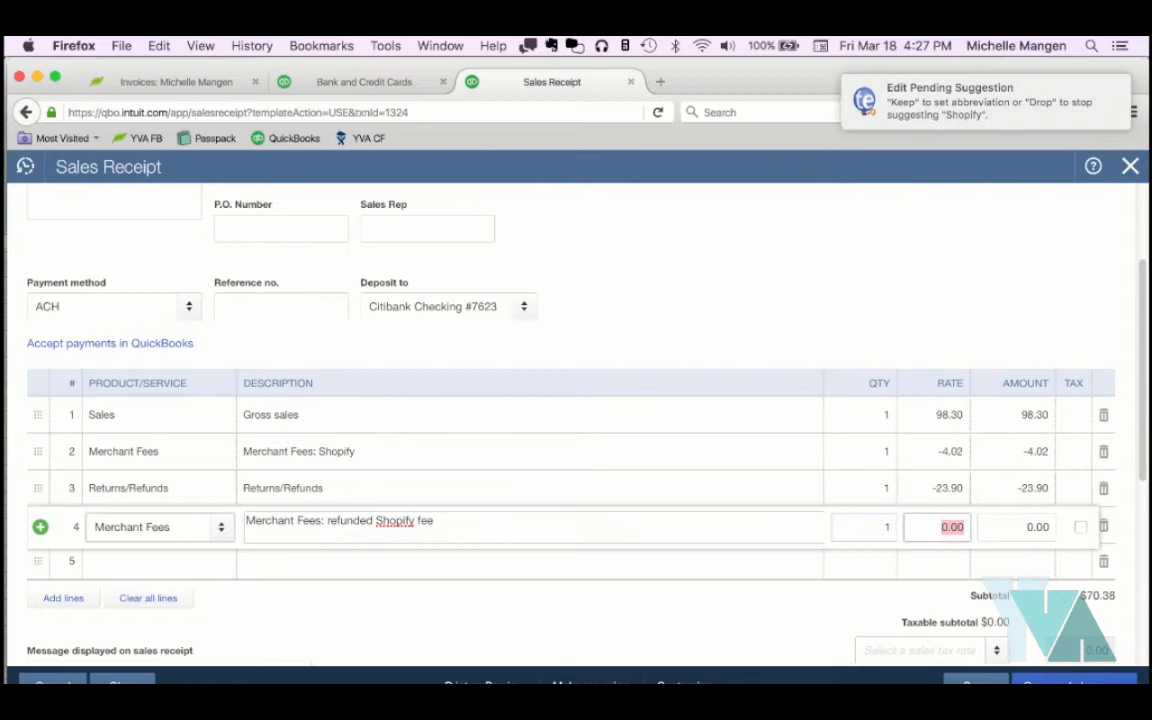 Firefox File Edit View History Bookmarks Tools Window Help 100% Fri Mar 18 4:27 PM Michelle Mangen
Invoices: Michelle Mangen Bank and Credit Cards Sales Receipt
Edit Pending Suggestion
"Keep" to set abbreviation or "Drop" to stop
suggesting "Shopify".
https://qbo.intuit.com/app/salesreceipt?templateAction=USE&txnId=1324 Search
Most Visited YVA FB Passpack QuickBooks YVA CF
Sales Receipt
P.O. Number Sales Rep
Payment method Reference no. Deposit to
ACH Citibank Checking #7623
Accept payments in QuickBooks
# PRODUCT/SERVICE DESCRIPTION QTY RATE AMOUNT TAX
1 Sales Gross sales 1 98.30 98.30
2 Merchant Fees Merchant Fees: Shopify 1 -4.02 -4.02
3 Returns/Refunds Returns/Refunds 1 -23.90 -23.90
4 Merchant Fees Merchant Fees: refunded Shopify fee 1 0.00 0.00
5
Add lines Clear all lines Subtotal $70.38
Taxable subtotal $0.00
Select a sales tax rate 0.00
Message displayed on sales receipt
YVA